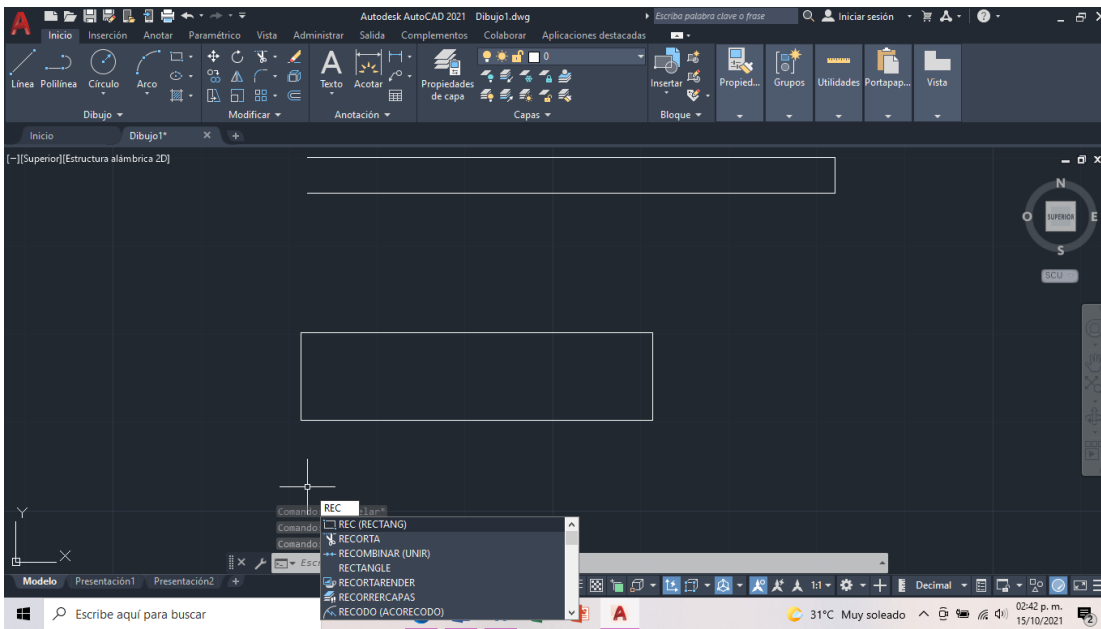 Autodesk AutoCAD 2021 Dibujo1.dwg
Escriba palabra clave o frase
Iniciar sesión
Inicio Inserción Anotar Paramétrico Vista Administrar Salida Complementos Colaborar Aplicaciones destacadas
0
Línea Polilínea Círculo Arco
Texto Acotar
Propiedades de capa
Insertar
Propied... Grupos Utilidades Portapap... Vista
Dibujo Modificar Anotación Capas Bloque
Inicio Dibujo1* +
[−][Superior][Estructura alámbrica 2D]
N
O SUPERIOR E
S
SCU
Y
X
REC
Comando:
Comando:
Comando:
REC (RECTANG)
RECORTA
RECOMBINAR (UNIR)
RECTANGLE
RECORTARENDER
RECORRERCAPAS
RECODO (ACORECODO)
Modelo Presentación1 Presentación2 +
1:1 Decimal
Escribe aquí para buscar
31°C Muy soleado
02:42 p. m.
15/10/2021
2